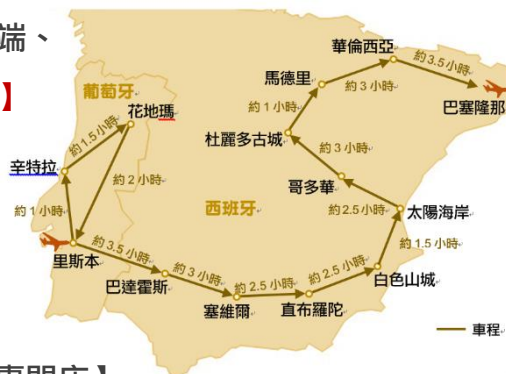 端、
】
葡萄牙
花地瑪
約1.5小時
辛特拉
約2小時
約1小時
里斯本
約3.5小時
巴達霍斯
約3小時
塞維爾
約2.5小時
直布羅陀
約2.5小時
白色山城
約1.5小時
太陽海岸
約2.5小時
哥多華
約3小時
杜麗多古城
約1小時
馬德里
約3小時
華倫西亞
約3.5小時
巴塞隆那
西班牙
車程